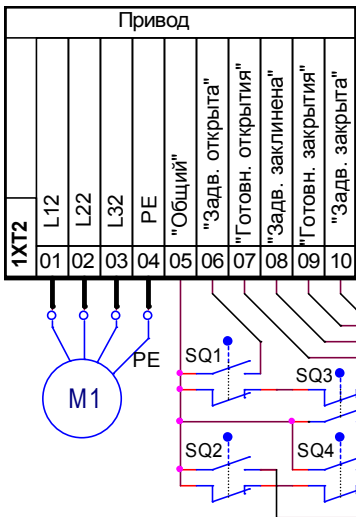 Привод
1XT2
L12
L22
L32
PE
"Общий"
"Задв. открыта"
"Готовн. открытия"
"Задв. заклинена"
"Готовн. закрытия"
"Задв. закрыта"
01 02 03 04 05 06 07 08 09 10
PE
M1
SQ1
SQ3
SQ2
SQ4